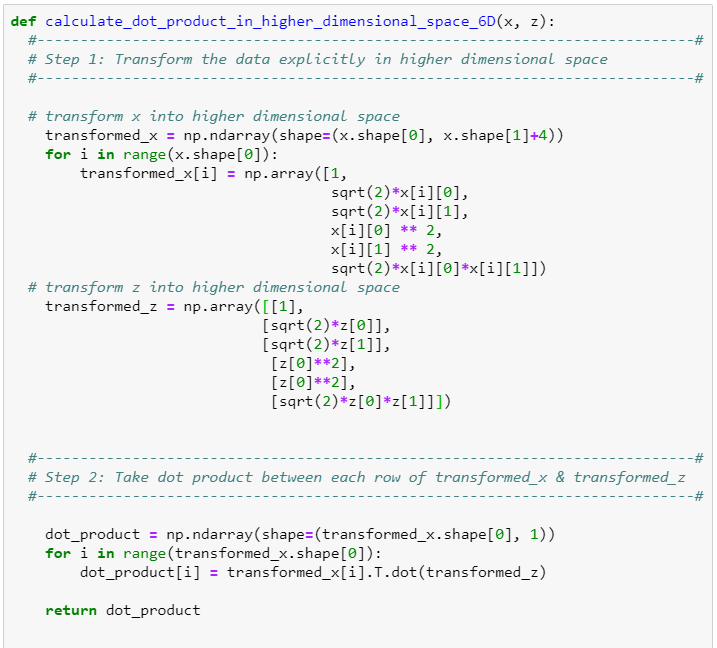 def calculate_dot_product_in_higher_dimensional_space_6D(x, z):
#---------------------------------------------------------------------------#
# Step 1: Transform the data explicitly in higher dimensional space
#---------------------------------------------------------------------------#
# transform x into higher dimensional space
transformed_x = np.ndarray(shape=(x.shape[0], x.shape[1]+4))
for i in range(x.shape[0]):
transformed_x[i] = np.array([1,
sqrt(2)*x[i][0],
sqrt(2)*x[i][1],
x[i][0] ** 2,
x[i][1] ** 2,
sqrt(2)*x[i][0]*x[i][1]])
# transform z into higher dimensional space
transformed_z = np.array([[1],
[sqrt(2)*z[0]],
[sqrt(2)*z[1]],
[z[0]**2],
[z[0]**2],
[sqrt(2)*z[0]*z[1]]])
#---------------------------------------------------------------------------#
# Step 2: Take dot product between each row of transformed_x & transformed_z
#---------------------------------------------------------------------------#
dot_product = np.ndarray(shape=(transformed_x.shape[0], 1))
for i in range(transformed_x.shape[0]):
dot_product[i] = transformed_x[i].T.dot(transformed_z)
return dot_product